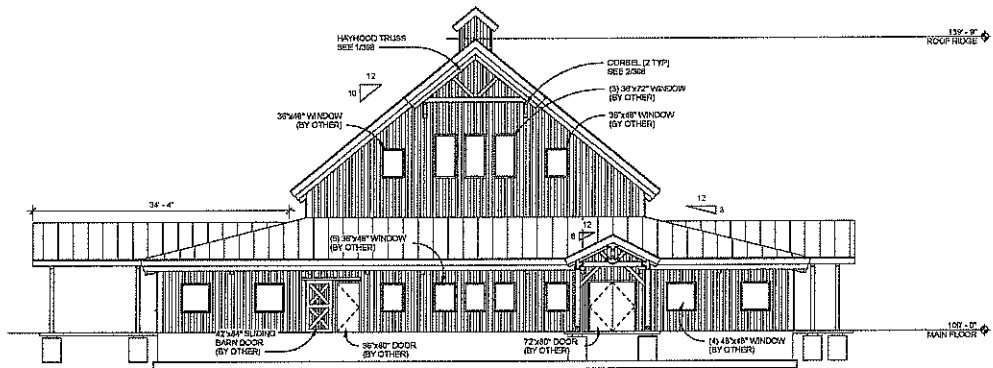 139' - 9"
ROOF RIDGE
HAYHOOD TRUSS
SEE 1/308
CORBEL (2 TYP)
SEE 2/308
12
10
(3) 36"x72" WINDOW
(BY OTHER)
36"x48" WINDOW
(BY OTHER)
36"x48" WINDOW
(BY OTHER)
34' - 4"
12
3
12
8
(5) 36"x48" WINDOW
(BY OTHER)
100' - 0"
MAIN FLOOR
42"x84" SLIDING
BARN DOOR
(BY OTHER)
36"x80" DOOR
(BY OTHER)
72"x80" DOOR
(BY OTHER)
(4) 48"x48" WINDOW
(BY OTHER)